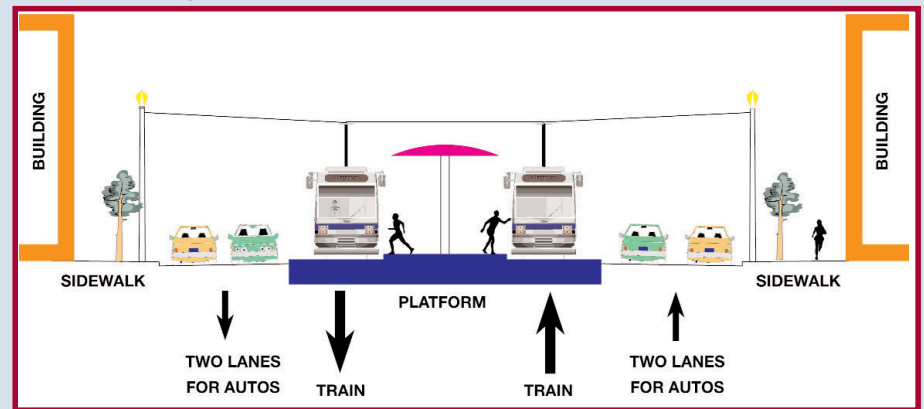 BUILDING
BUILDING
SIDEWALK
SIDEWALK
PLATFORM
TWO LANES
FOR AUTOS
TRAIN
TRAIN
TWO LANES
FOR AUTOS